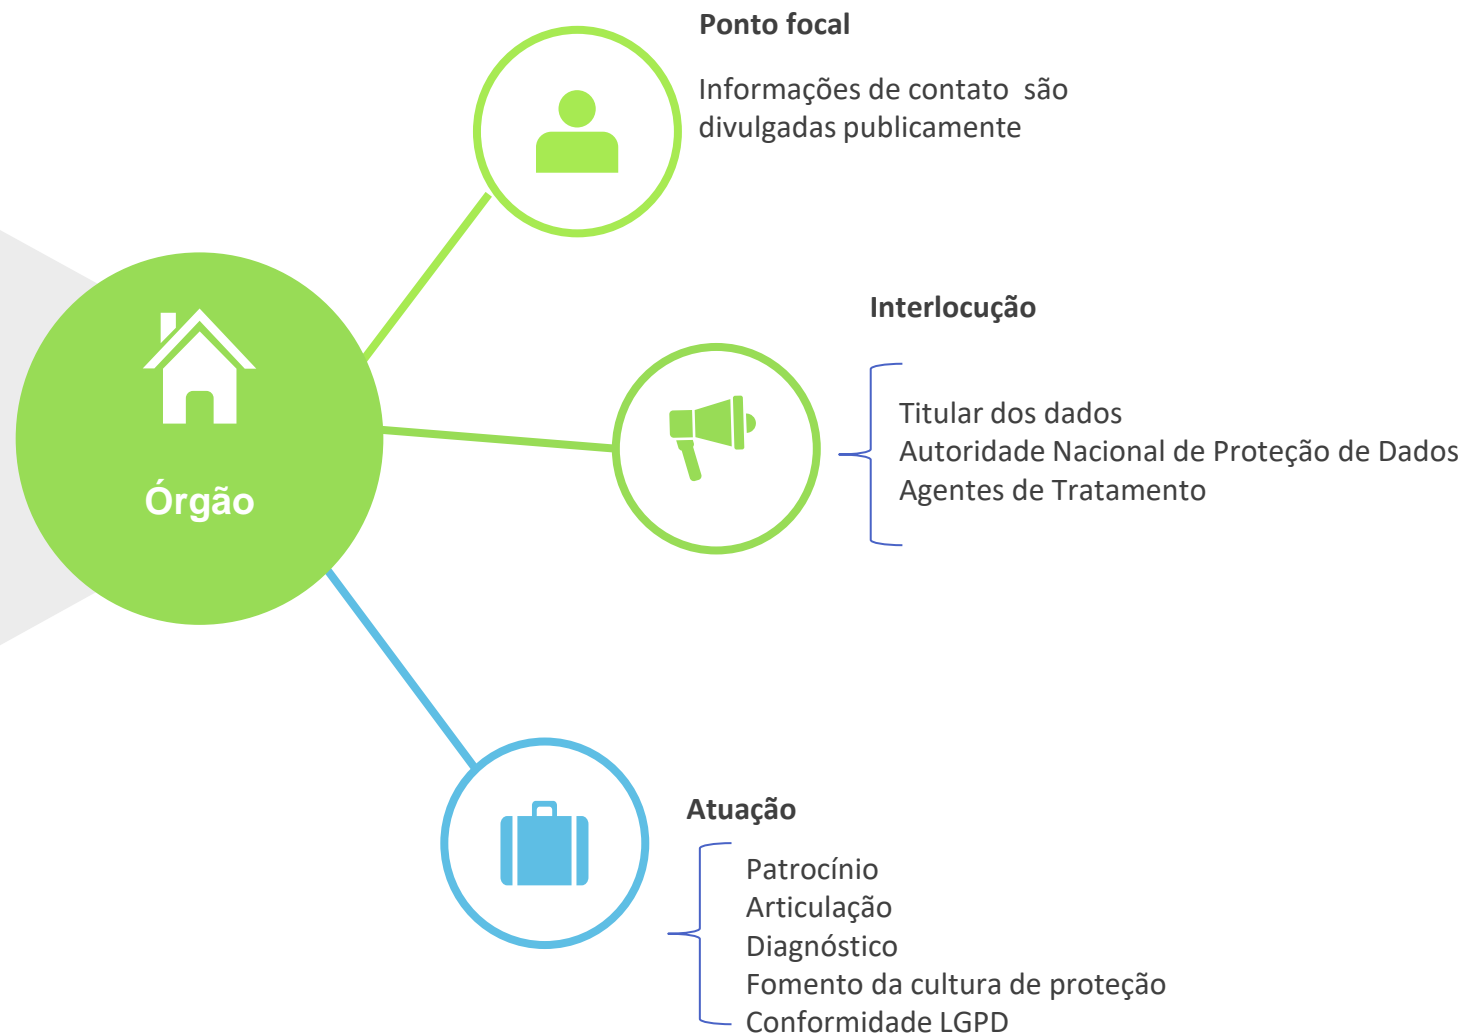 Ponto focal
Informações de contato são
divulgadas publicamente
Interlocução
Titular dos dados
Autoridade Nacional de Proteção de Dados
Agentes de Tratamento
Órgão
Atuação
Patrocínio
Articulação
Diagnóstico
Fomento da cultura de proteção
Conformidade LGPD